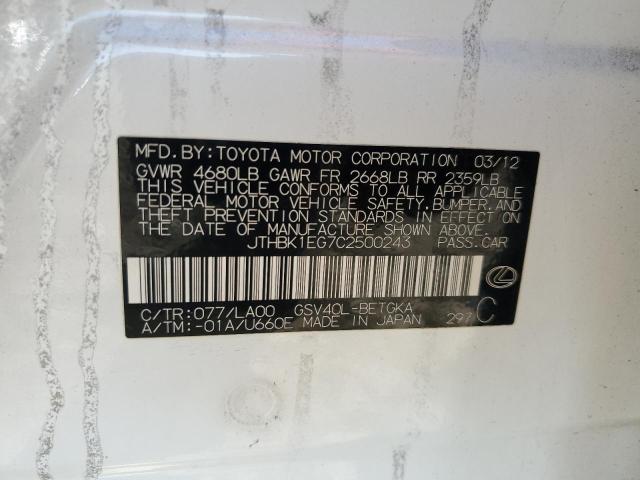 MFD.BY:TOYOTA MOTOR CORPORATION 03/12
GVWR 4680LB GAWR FR 2668LB RR 2359LB
THIS VEHICLE CONFORMS TO ALL APPLICABLE
FEDERAL MOTOR VEHICLE SAFETY,BUMPER,AND
THEFT PREVENTION STANDARDS IN EFFECT ON
THE DATE OF MANUFACTURE SHOWN ABOVE.
JTHBK1EG7C2500243 PASS.CAR
C/TR:077/LA00 GSV40L-BETGKA
A/TM:-01A/U660E MADE IN JAPAN 297 C